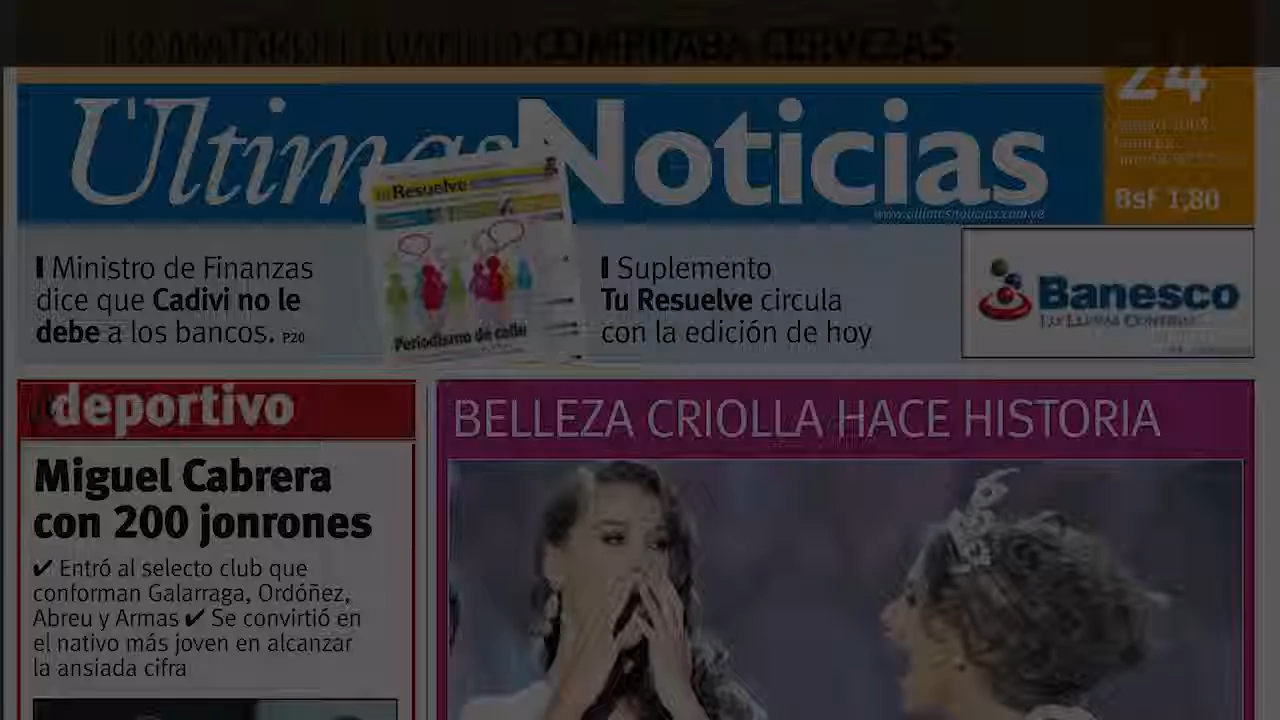 COMPRABA CERVEZAS
Últimas Noticias
24
www.ultimasnoticias.com.ve
BsF 1,80
Ministro de Finanzas
dice que Cadivi no le
debe a los bancos. P20
Tu Resuelve
Periodismo de calle
Suplemento
Tu Resuelve circula
con la edición de hoy
Banesco
deportivo
Miguel Cabrera
con 200 jonrones
✔ Entró al selecto club que
conforman Galarraga, Ordóñez,
Abreu y Armas ✔ Se convirtió en
el nativo más joven en alcanzar
la ansiada cifra
BELLEZA CRIOLLA HACE HISTORIA